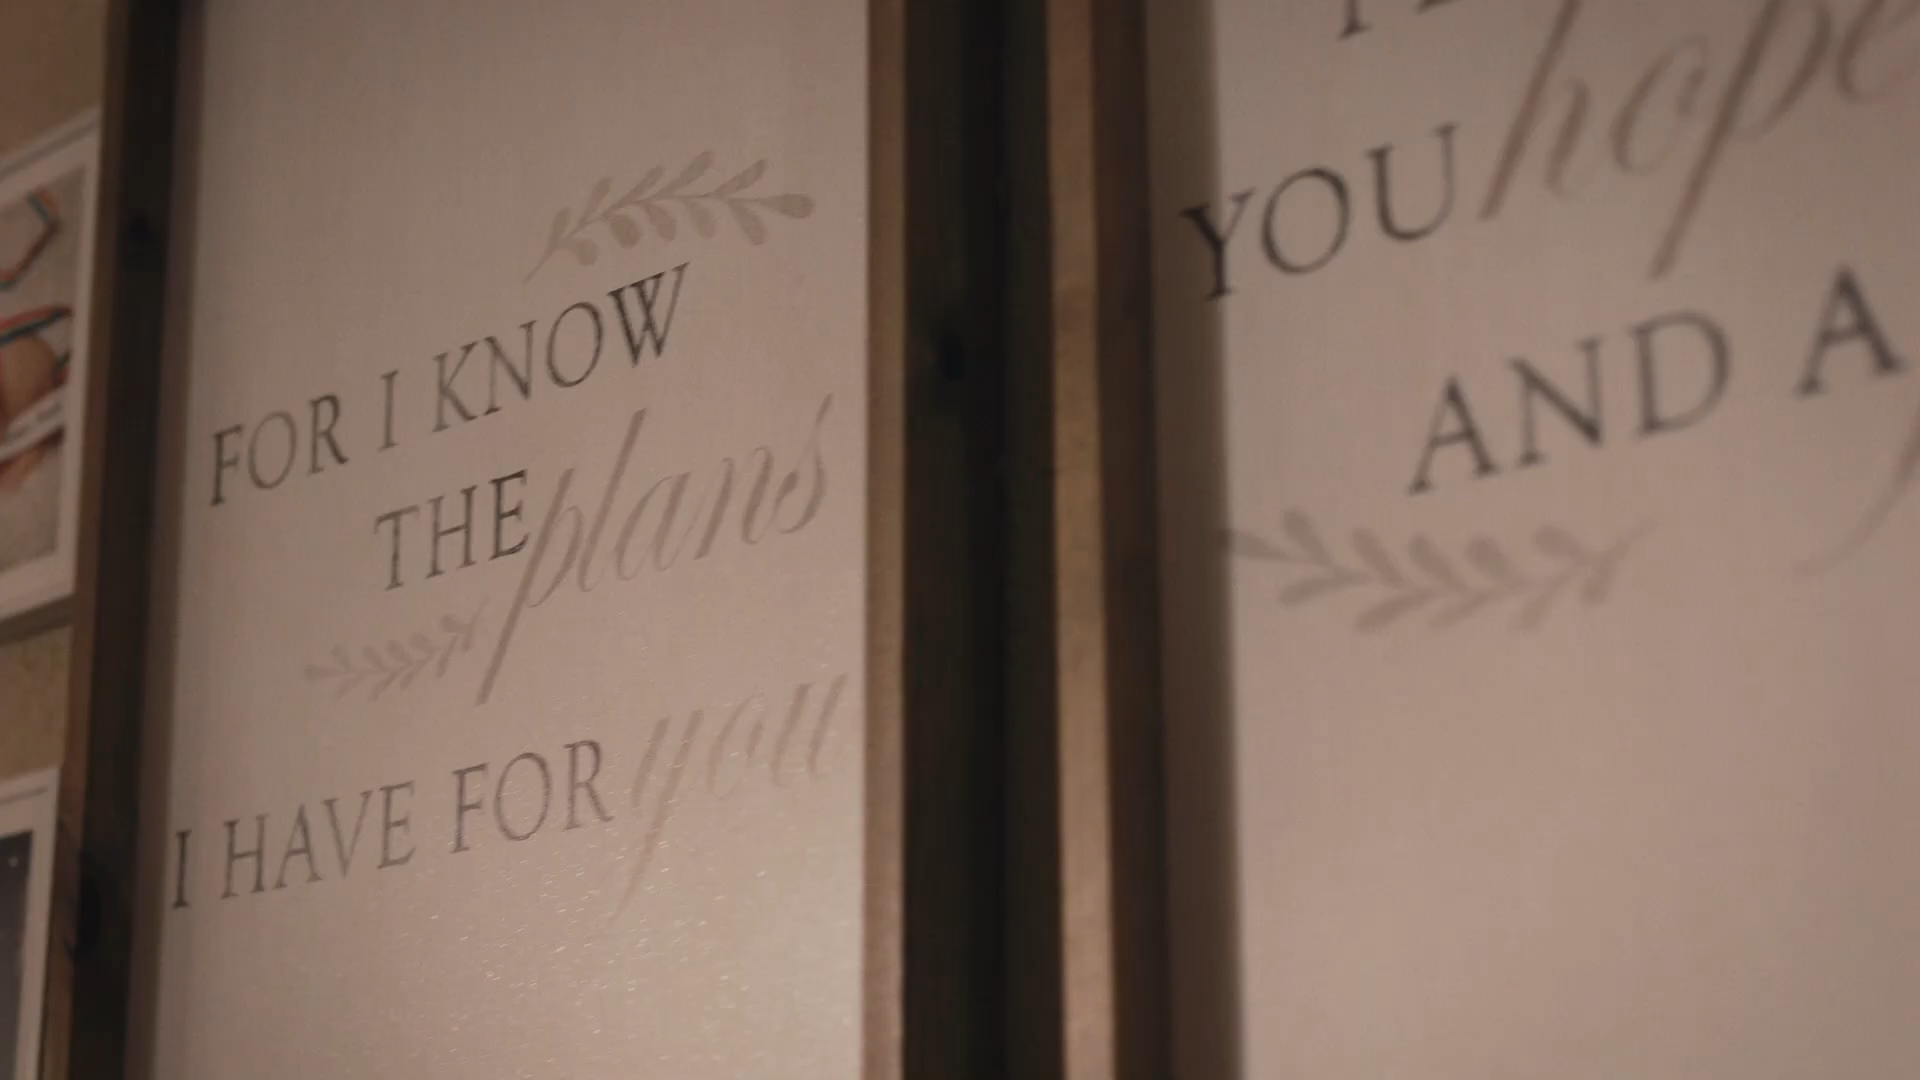 FOR I KNOW
THE plans
I HAVE FOR you
YOU hope
AND A